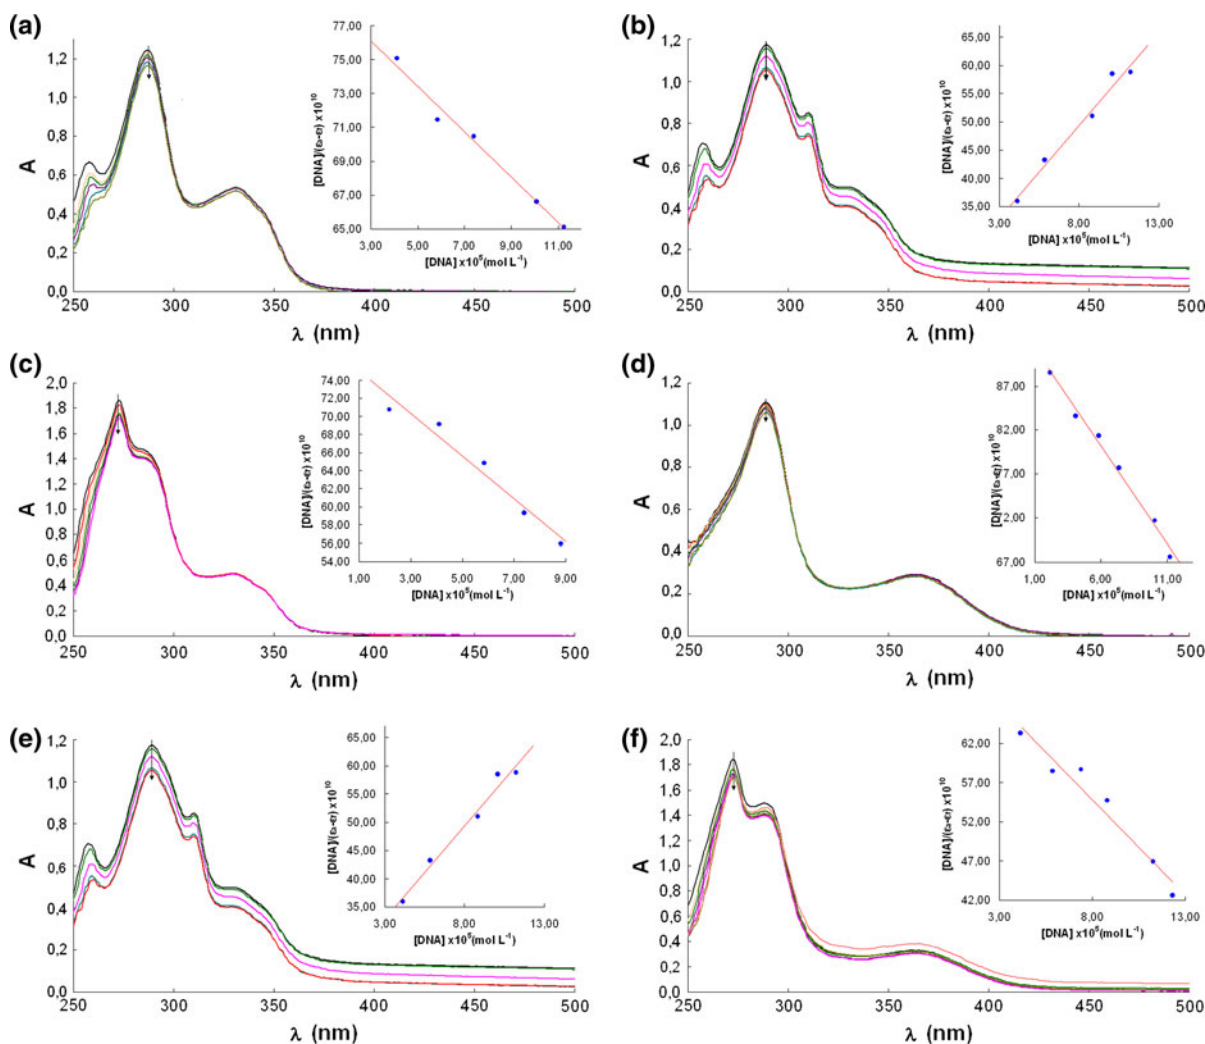 (a)
A
1,2
1,0
0,8
0,6
0,4
0,2
0,0
250 300 350 400 450 500
λ (nm)
[DNA]/(εₐ-εf) x10¹⁰
77,00
75,00
73,00
71,00
69,00
67,00
65,00
3,00 5,00 7,00 9,00 11,00
[DNA] x10⁵(mol L⁻¹)
(b)
A
1,2
1,0
0,8
0,6
0,4
0,2
0,0
250 300 350 400 450 500
λ (nm)
[DNA]/(εₐ-εf) x10¹⁰
65,00
60,00
55,00
50,00
45,00
40,00
35,00
3,00 8,00 13,00
[DNA] x10⁵(mol L⁻¹)
(c)
A
2,0
1,8
1,6
1,4
1,2
1,0
0,8
0,6
0,4
0,2
0,0
250 300 350 400 450 500
λ (nm)
[DNA]/(εₐ-εf) x10¹⁰
74,00
72,00
70,00
68,00
66,00
64,00
62,00
60,00
58,00
56,00
54,00
1,00 3,00 5,00 7,00 9,00
[DNA] x10⁵(mol L⁻¹)
(d)
A
1,2
1,0
0,8
0,6
0,4
0,2
0,0
250 300 350 400 450 500
λ (nm)
[DNA]/(εₐ-εf) x10¹⁰
87,00
82,00
77,00
72,00
67,00
1,00 6,00 11,00
[DNA] x10⁵(mol L⁻¹)
(e)
A
1,2
1,0
0,8
0,6
0,4
0,2
0,0
250 300 350 400 450 500
λ (nm)
[DNA]/(εₐ-εf) x10¹⁰
65,00
60,00
55,00
50,00
45,00
40,00
35,00
3,00 8,00 13,00
[DNA] x10⁵(mol L⁻¹)
(f)
A
2,0
1,8
1,6
1,4
1,2
1,0
0,8
0,6
0,4
0,2
0,0
250 300 350 400 450 500
λ (nm)
[DNA]/(εₐ-εf) x10¹⁰
62,00
57,00
52,00
47,00
42,00
3,00 8,00 13,00
[DNA] x10⁵(mol L⁻¹)